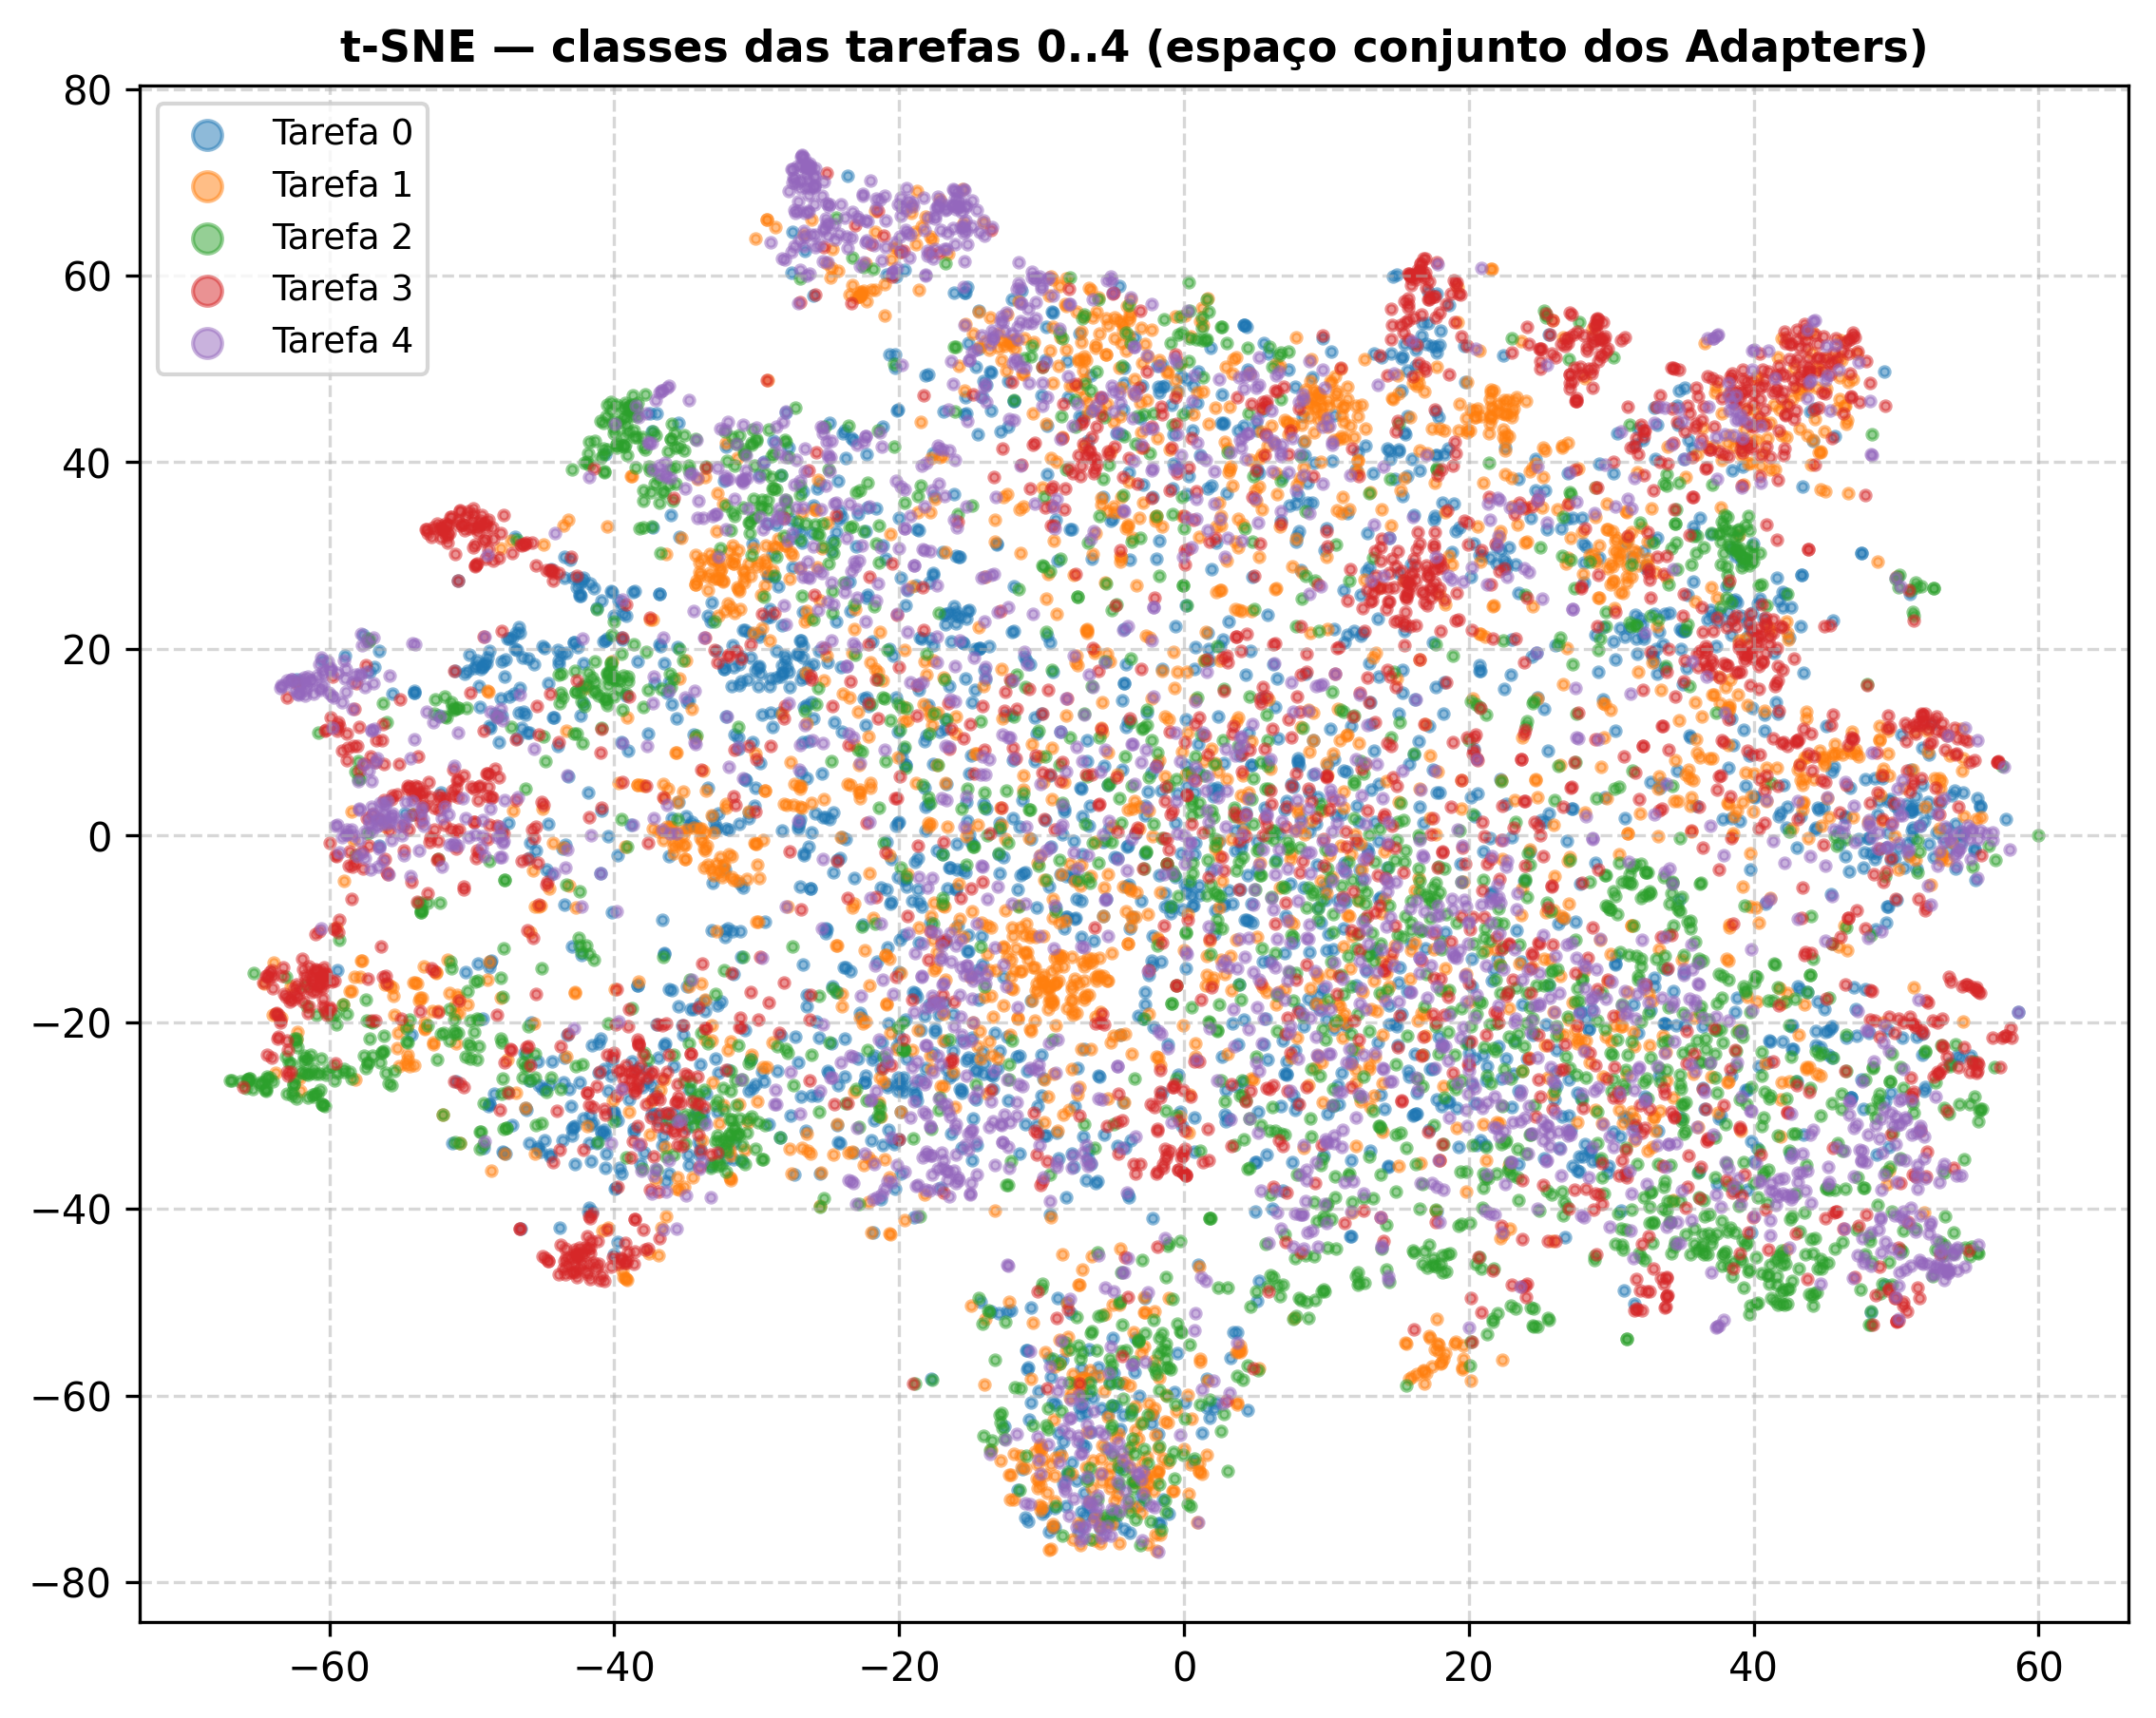 t-SNE — classes das tarefas 0..4 (espaço conjunto dos Adapters)
80
60
40
20
0
−20
−40
−60
−80
Tarefa 0
Tarefa 1
Tarefa 2
Tarefa 3
Tarefa 4
−60 −40 −20 0 20 40 60